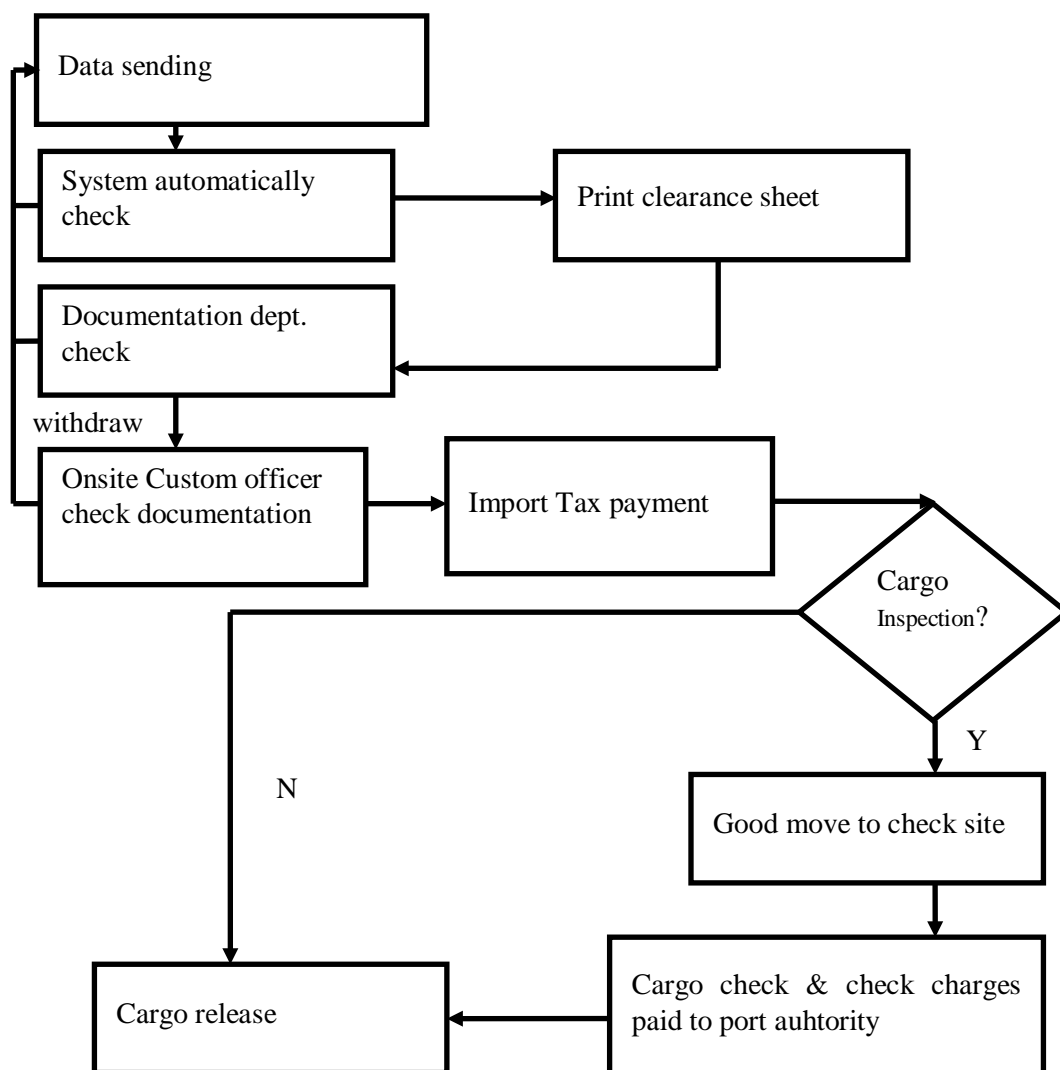 Data sending
System automatically
check
Print clearance sheet
Documentation dept.
check
withdraw
Onsite Custom officer
check documentation
Import Tax payment
Cargo
Inspection?
Y
N
Good move to check site
Cargo check & check charges
paid to port auhtority
Cargo release